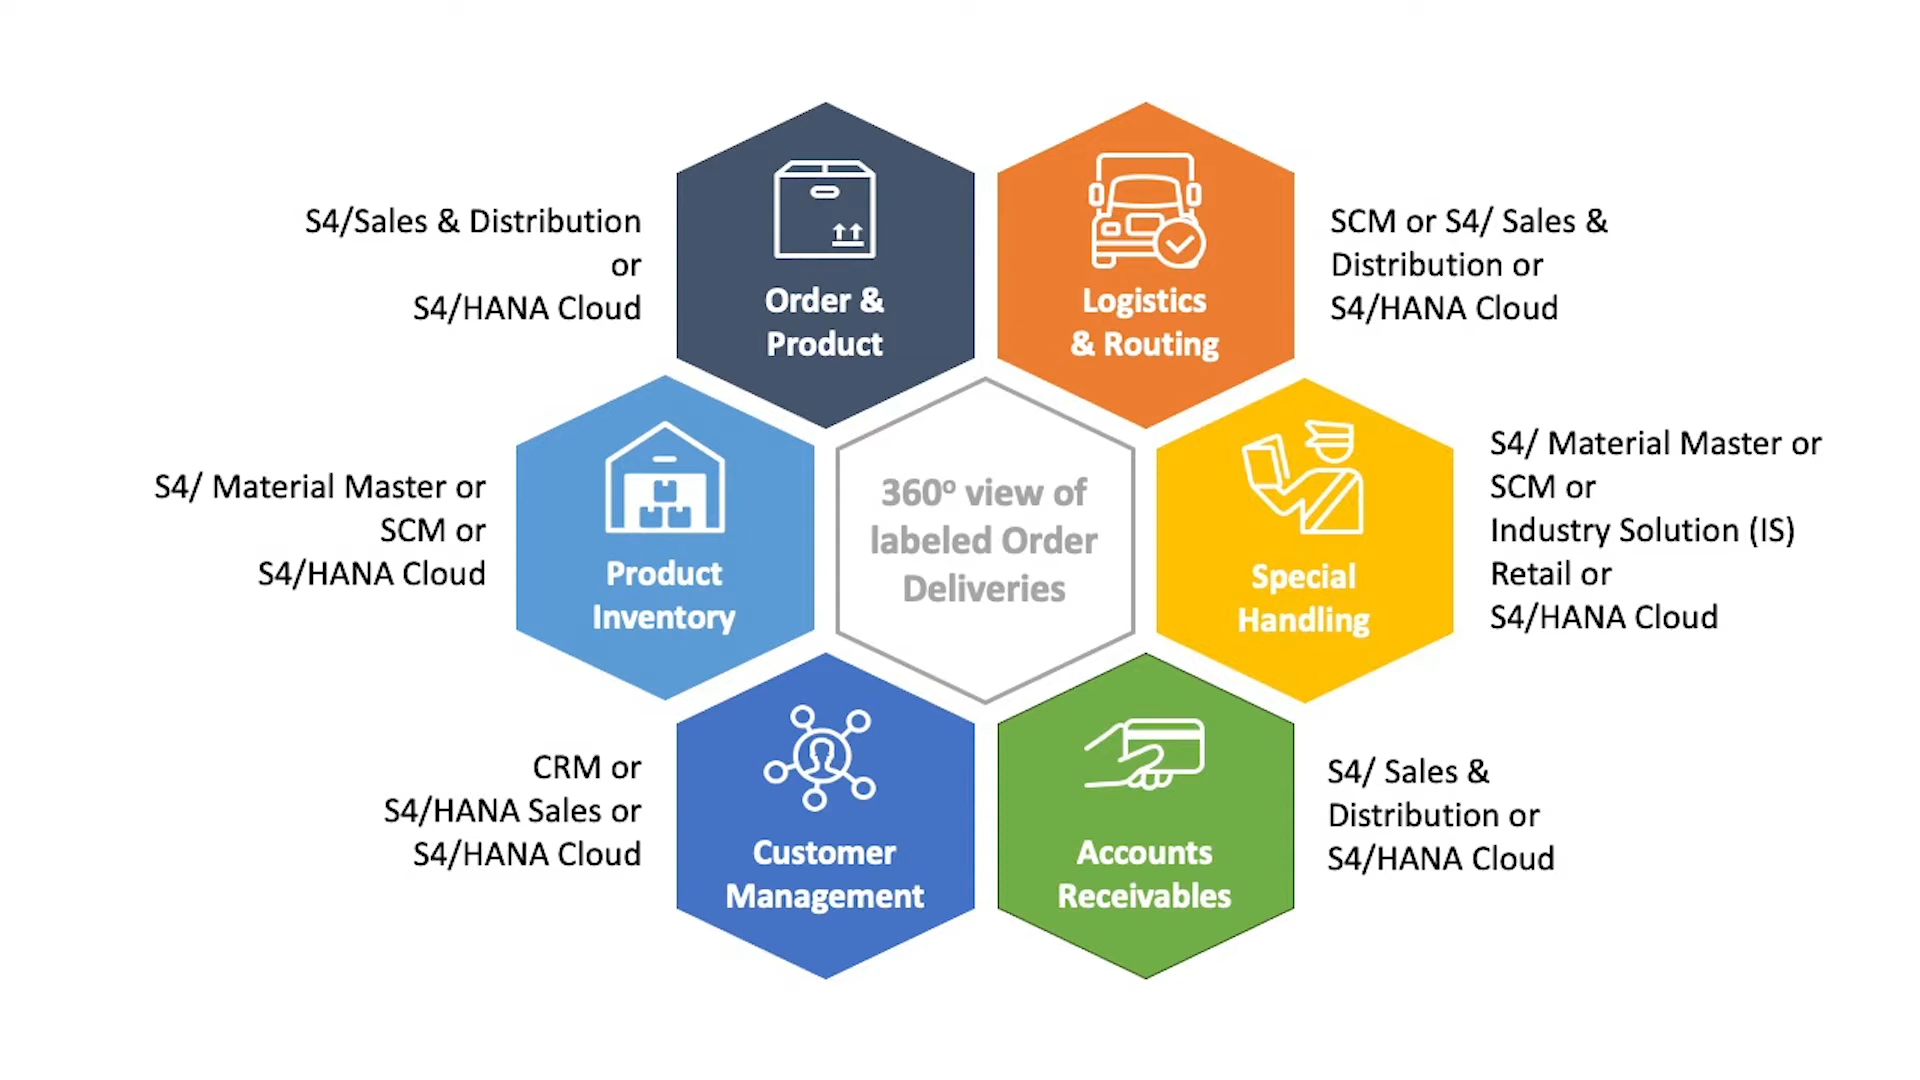 S4/Sales & Distribution
or
S4/HANA Cloud
Order &
Product
Logistics
& Routing
SCM or S4/ Sales &
Distribution or
S4/HANA Cloud
S4/ Material Master or
SCM or
S4/HANA Cloud
Product
Inventory
360º view of
labeled Order
Deliveries
Special
Handling
S4/ Material Master or
SCM or
Industry Solution (IS)
Retail or
S4/HANA Cloud
CRM or
S4/HANA Sales or
S4/HANA Cloud
Customer
Management
Accounts
Receivables
S4/ Sales &
Distribution or
S4/HANA Cloud